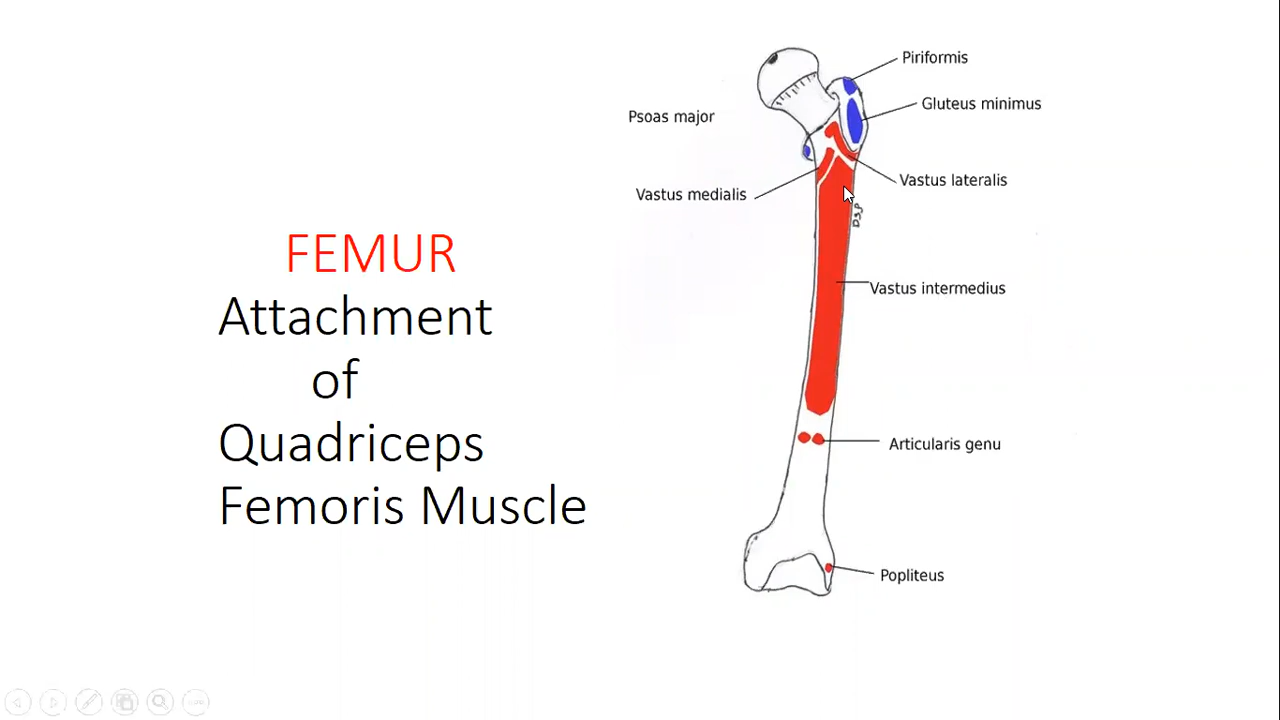 FEMUR
Attachment
of
Quadriceps
Femoris Muscle
Piriformis
Gluteus minimus
Psoas major
Vastus lateralis
Vastus medialis
D.S.P
Vastus intermedius
Articularis genu
Popliteus